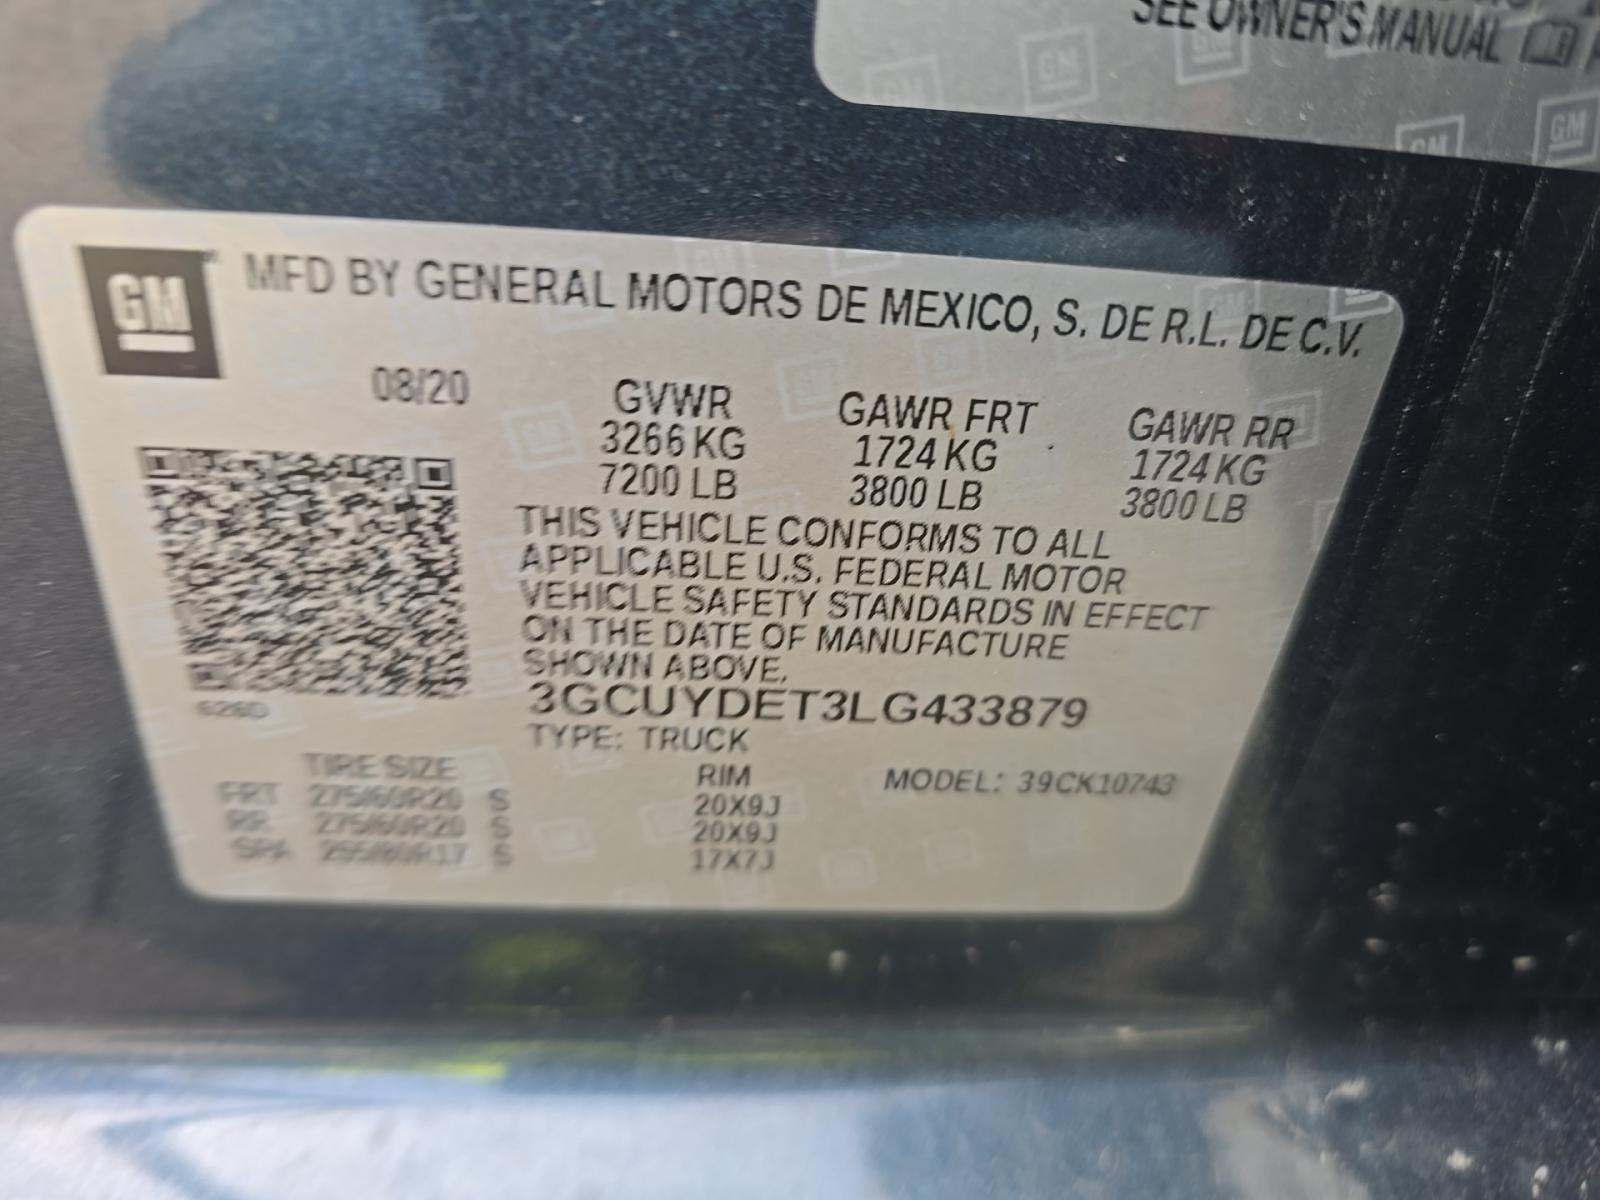 SEE OWNER'S MANUAL
GM
MFD BY GENERAL MOTORS DE MEXICO, S. DE R.L. DE C.V.
08/20
GVWR GAWR FRT GAWR RR
3266 KG 1724 KG 1724 KG
7200 LB 3800 LB 3800 LB
THIS VEHICLE CONFORMS TO ALL
APPLICABLE U.S. FEDERAL MOTOR
VEHICLE SAFETY STANDARDS IN EFFECT
ON THE DATE OF MANUFACTURE
SHOWN ABOVE.
3GCUYDET3LG433879
TYPE: TRUCK
TIRE SIZE RIM MODEL: 39CK10743
FRT 275/60R20 S 20X9J
RR 275/60R20 S 20X9J
SPA R17 S 17X7J